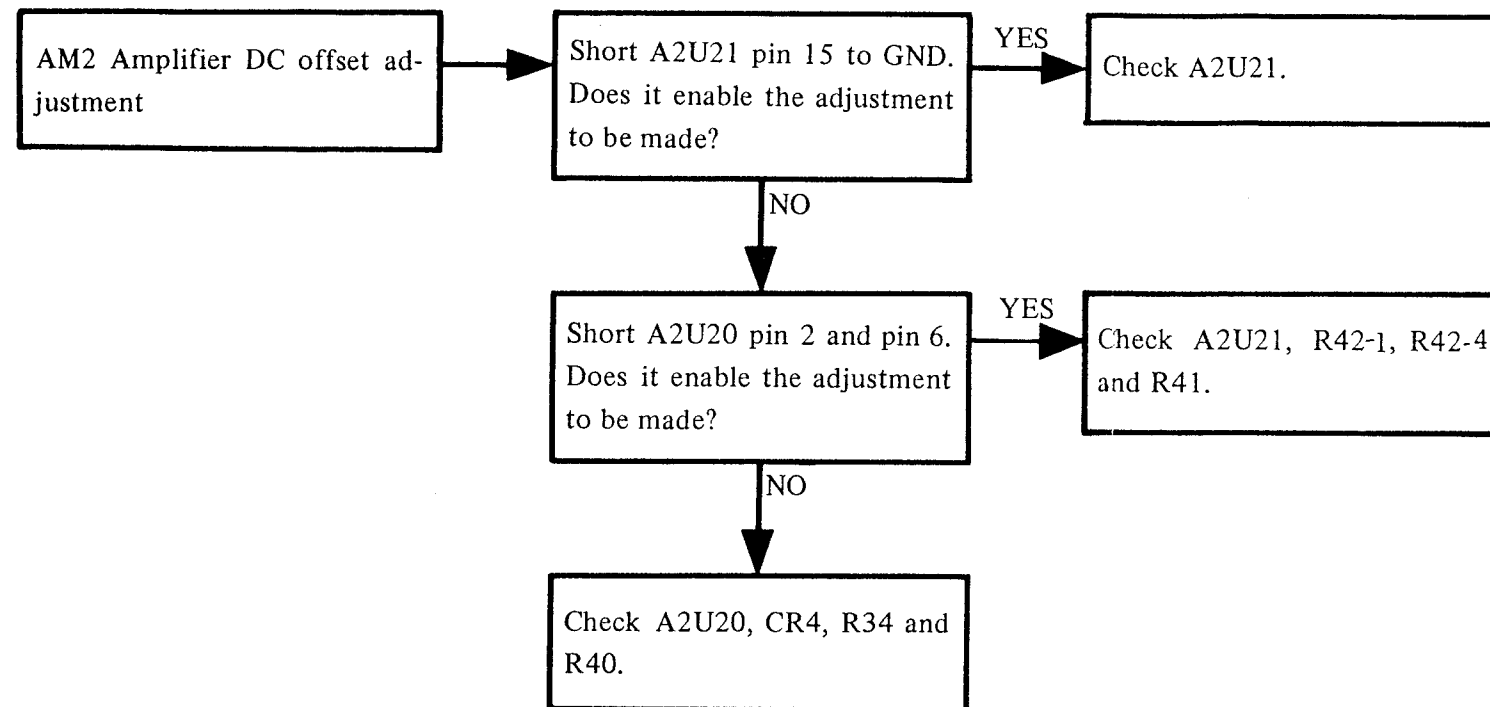 AM2 Amplifier DC offset ad-
justment
Short A2U21 pin 15 to GND.
Does it enable the adjustment
to be made?
YES
Check A2U21.
NO
Short A2U20 pin 2 and pin 6.
Does it enable the adjustment
to be made?
YES
Check A2U21, R42-1, R42-4
and R41.
NO
Check A2U20, CR4, R34 and
R40.